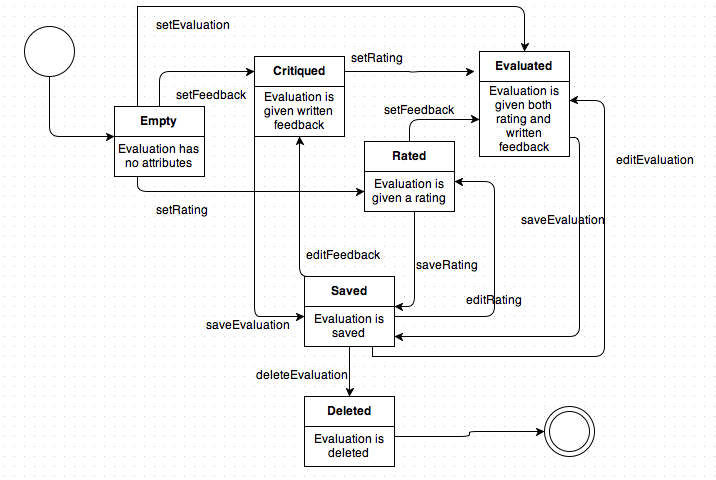 setEvaluation
setRating
Critiqued
Evaluation is
given written
feedback
Evaluated
Evaluation is
given both
rating and
written
feedback
setFeedback
setFeedback
Empty
Evaluation has
no attributes
Rated
Evaluation is
given a rating
editEvaluation
setRating
saveEvaluation
editFeedback
saveRating
Saved
Evaluation is
saved
editRating
saveEvaluation
deleteEvaluation
Deleted
Evaluation is
deleted